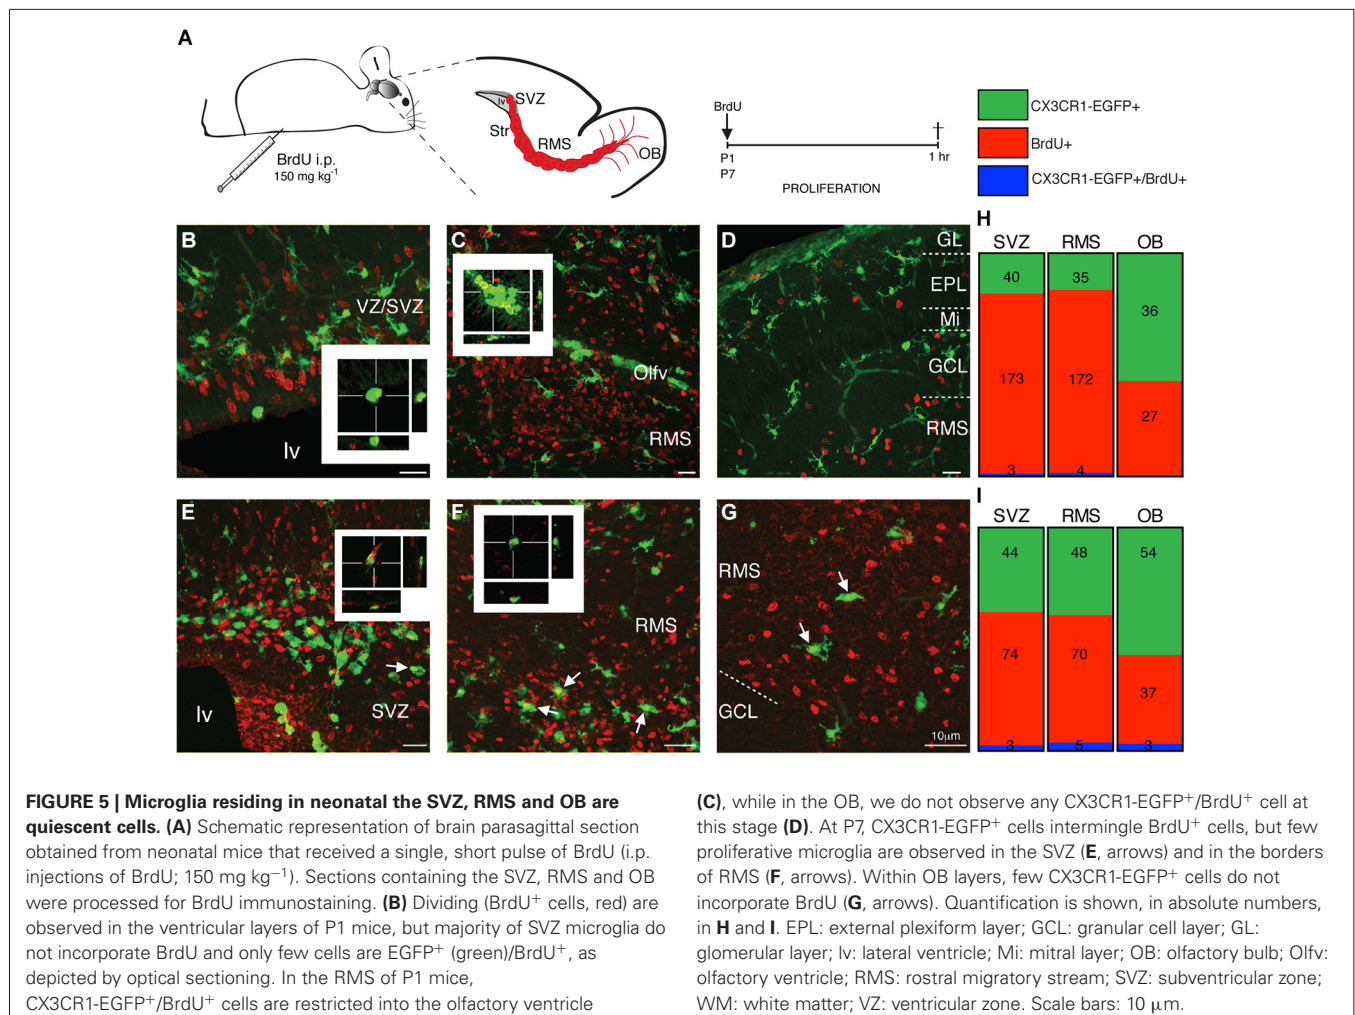 A
lv
SVZ
Str
RMS
OB
BrdU i.p.
150 mg kg-1
BrdU
P1
P7
1 hr
PROLIFERATION
CX3CR1-EGFP+
BrdU+
CX3CR1-EGFP+/BrdU+
B
VZ/SVZ
lv
C
Olfv
RMS
D
GL
EPL
Mi
GCL
RMS
H
SVZ RMS OB
40 35 36
173 172 27
3 4
E
lv
SVZ
F
RMS
G
RMS
GCL
10μm
I
SVZ RMS OB
44 48 54
74 70 37
3 5 3
FIGURE 5 | Microglia residing in neonatal the SVZ, RMS and OB are
quiescent cells. (A) Schematic representation of brain parasagittal section
obtained from neonatal mice that received a single, short pulse of BrdU (i.p.
injections of BrdU; 150 mg kg−1). Sections containing the SVZ, RMS and OB
were processed for BrdU immunostaining. (B) Dividing (BrdU+ cells, red) are
observed in the ventricular layers of P1 mice, but majority of SVZ microglia do
not incorporate BrdU and only few cells are EGFP+ (green)/BrdU+, as
depicted by optical sectioning. In the RMS of P1 mice,
CX3CR1-EGFP+/BrdU+ cells are restricted into the olfactory ventricle
(C), while in the OB, we do not observe any CX3CR1-EGFP+/BrdU+ cell at
this stage (D). At P7, CX3CR1-EGFP+ cells intermingle BrdU+ cells, but few
proliferative microglia are observed in the SVZ (E, arrows) and in the borders
of RMS (F, arrows). Within OB layers, few CX3CR1-EGFP+ cells do not
incorporate BrdU (G, arrows). Quantification is shown, in absolute numbers,
in H and I. EPL: external plexiform layer; GCL: granular cell layer; GL:
glomerular layer; lv: lateral ventricle; Mi: mitral layer; OB: olfactory bulb; Olfv:
olfactory ventricle; RMS: rostral migratory stream; SVZ: subventricular zone;
WM: white matter; VZ: ventricular zone. Scale bars: 10 μm.